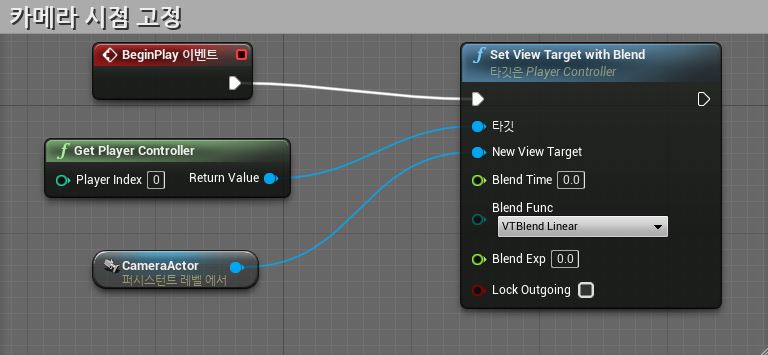 카메라 시점 고정
BeginPlay 이벤트
Set View Target with Blend
타깃은 Player Controller
타깃
Get Player Controller
Player Index 0
Return Value
New View Target
Blend Time 0.0
Blend Func
VTBlend Linear
CameraActor
퍼시스턴트 레벨 에서
Blend Exp 0.0
Lock Outgoing